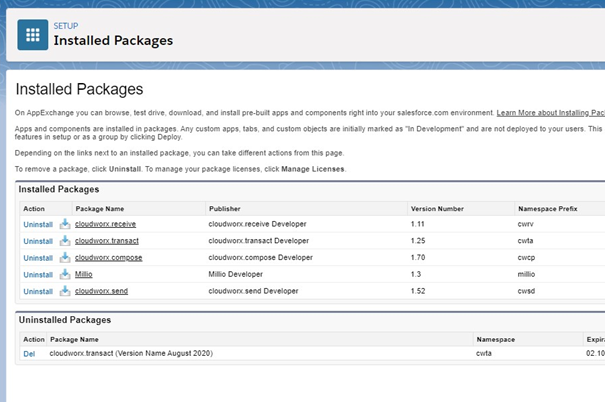 SETUP
Installed Packages
Installed Packages
On AppExchange you can browse, test drive, download, and install pre-built apps and components right into your salesforce.com environment. Learn More about Installing Pac
Apps and components are installed in packages. Any custom apps, tabs, and custom objects are initially marked as "In Development" and are not deployed to your users. This
features in setup or as a group by clicking Deploy.
Depending on the links next to an installed package, you can take different actions from this page.
To remove a package, click Uninstall. To manage your package licenses, click Manage Licenses.
Installed Packages
Action Package Name Publisher Version Number Namespace Prefix
Uninstall cloudworx.receive cloudworx.receive Developer 1.11 cwrv
Uninstall cloudworx.transact cloudworx.transact Developer 1.25 cwta
Uninstall cloudworx.compose cloudworx.compose Developer 1.70 cwcp
Uninstall Millio Millio Developer 1.3 millio
Uninstall cloudworx.send cloudworx.send Developer 1.52 cwsd
Uninstalled Packages
Action Package Name Namespace Expira
Del cloudworx.transact (Version Name August 2020) cwta 02.10